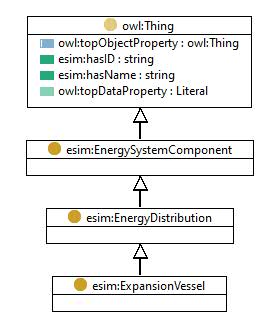 owl:Thing
owl:topObjectProperty : owl:Thing
esim:hasID : string
esim:hasName : string
owl:topDataProperty : Literal
esim:EnergySystemComponent
esim:EnergyDistribution
esim:ExpansionVessel